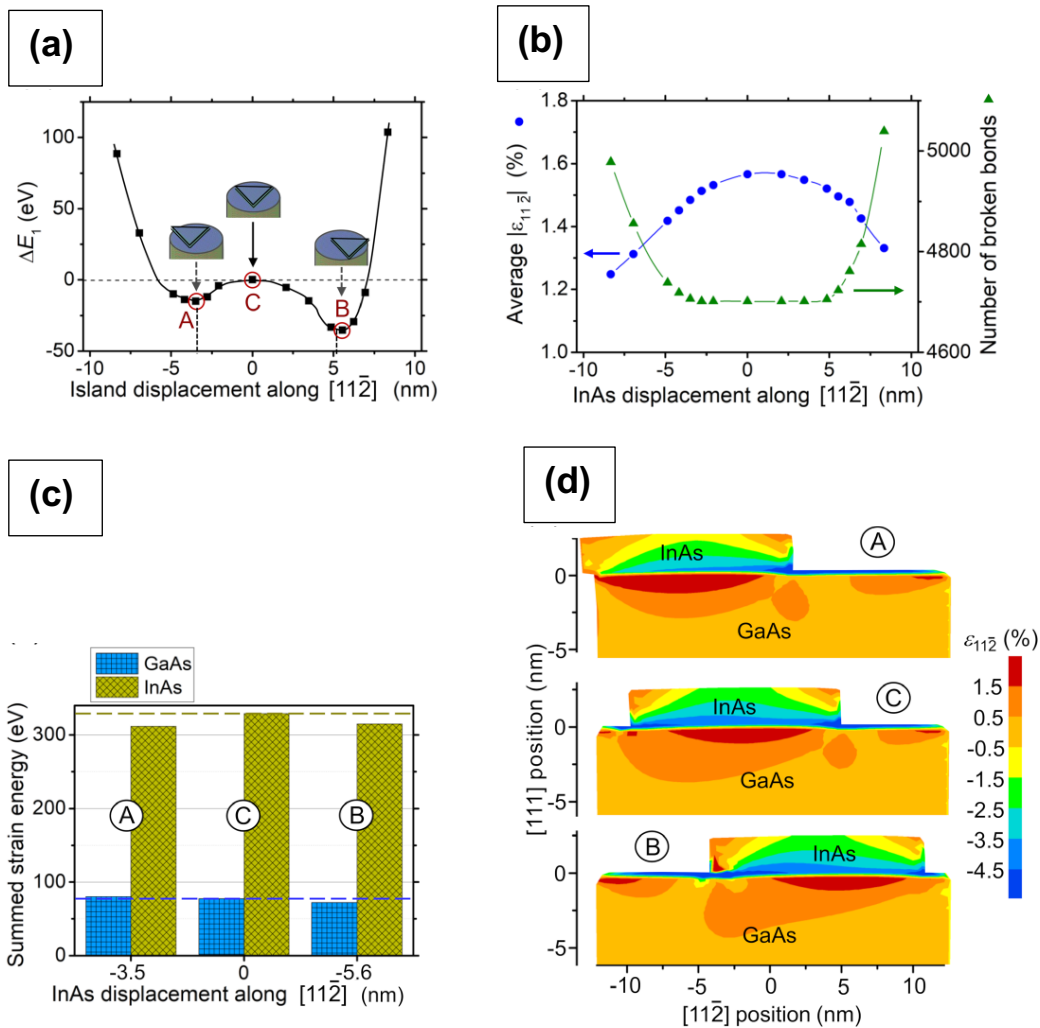 (a)
100
50
0
-50
ΔE₁ (eV)
A
C
B
-10 -5 0 5 10
Island displacement along [112̄] (nm)
(b)
1.8
1.6
1.4
1.2
1.0
Average |ε₁₁₂̄| (%)
5000
4800
4600
Number of broken bonds
-10 -5 0 5 10
InAs displacement along [112̄] (nm)
(c)
GaAs
InAs
300
200
100
0
Summed strain energy (eV)
A
C
B
-3.5 0 -5.6
InAs displacement along [112̄] (nm)
(d)
InAs
A
GaAs
0
-5
InAs
C
GaAs
0
-5
B
InAs
GaAs
0
-5
[111] position (nm)
-10 -5 0 5 10
[112̄] position (nm)
ε₁₁₂̄ (%)
1.5
0.5
-0.5
-1.5
-2.5
-3.5
-4.5